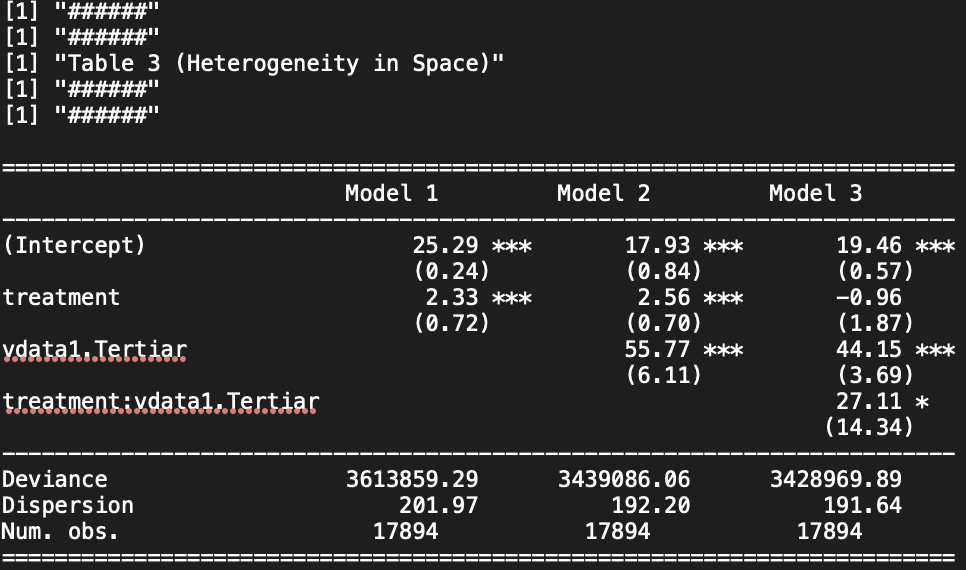 [1] "######"
[1] "######"
[1] "Table 3 (Heterogeneity in Space)"
[1] "######"
[1] "######"
=========================================================================
                          Model 1         Model 2         Model 3
-------------------------------------------------------------------------
(Intercept)                    25.29 ***       17.93 ***       19.46 ***
                               (0.24)          (0.84)          (0.57)
treatment                       2.33 ***        2.56 ***       -0.96
                               (0.72)          (0.70)          (1.87)
vdata1.Tertiar                                 55.77 ***       44.15 ***
                                               (6.11)          (3.69)
treatment:vdata1.Tertiar                                       27.11 *
                                                              (14.34)
-------------------------------------------------------------------------
Deviance                  3613859.29      3439086.06      3428969.89
Dispersion                    201.97          192.20          191.64
Num. obs.                   17894           17894           17894
=========================================================================